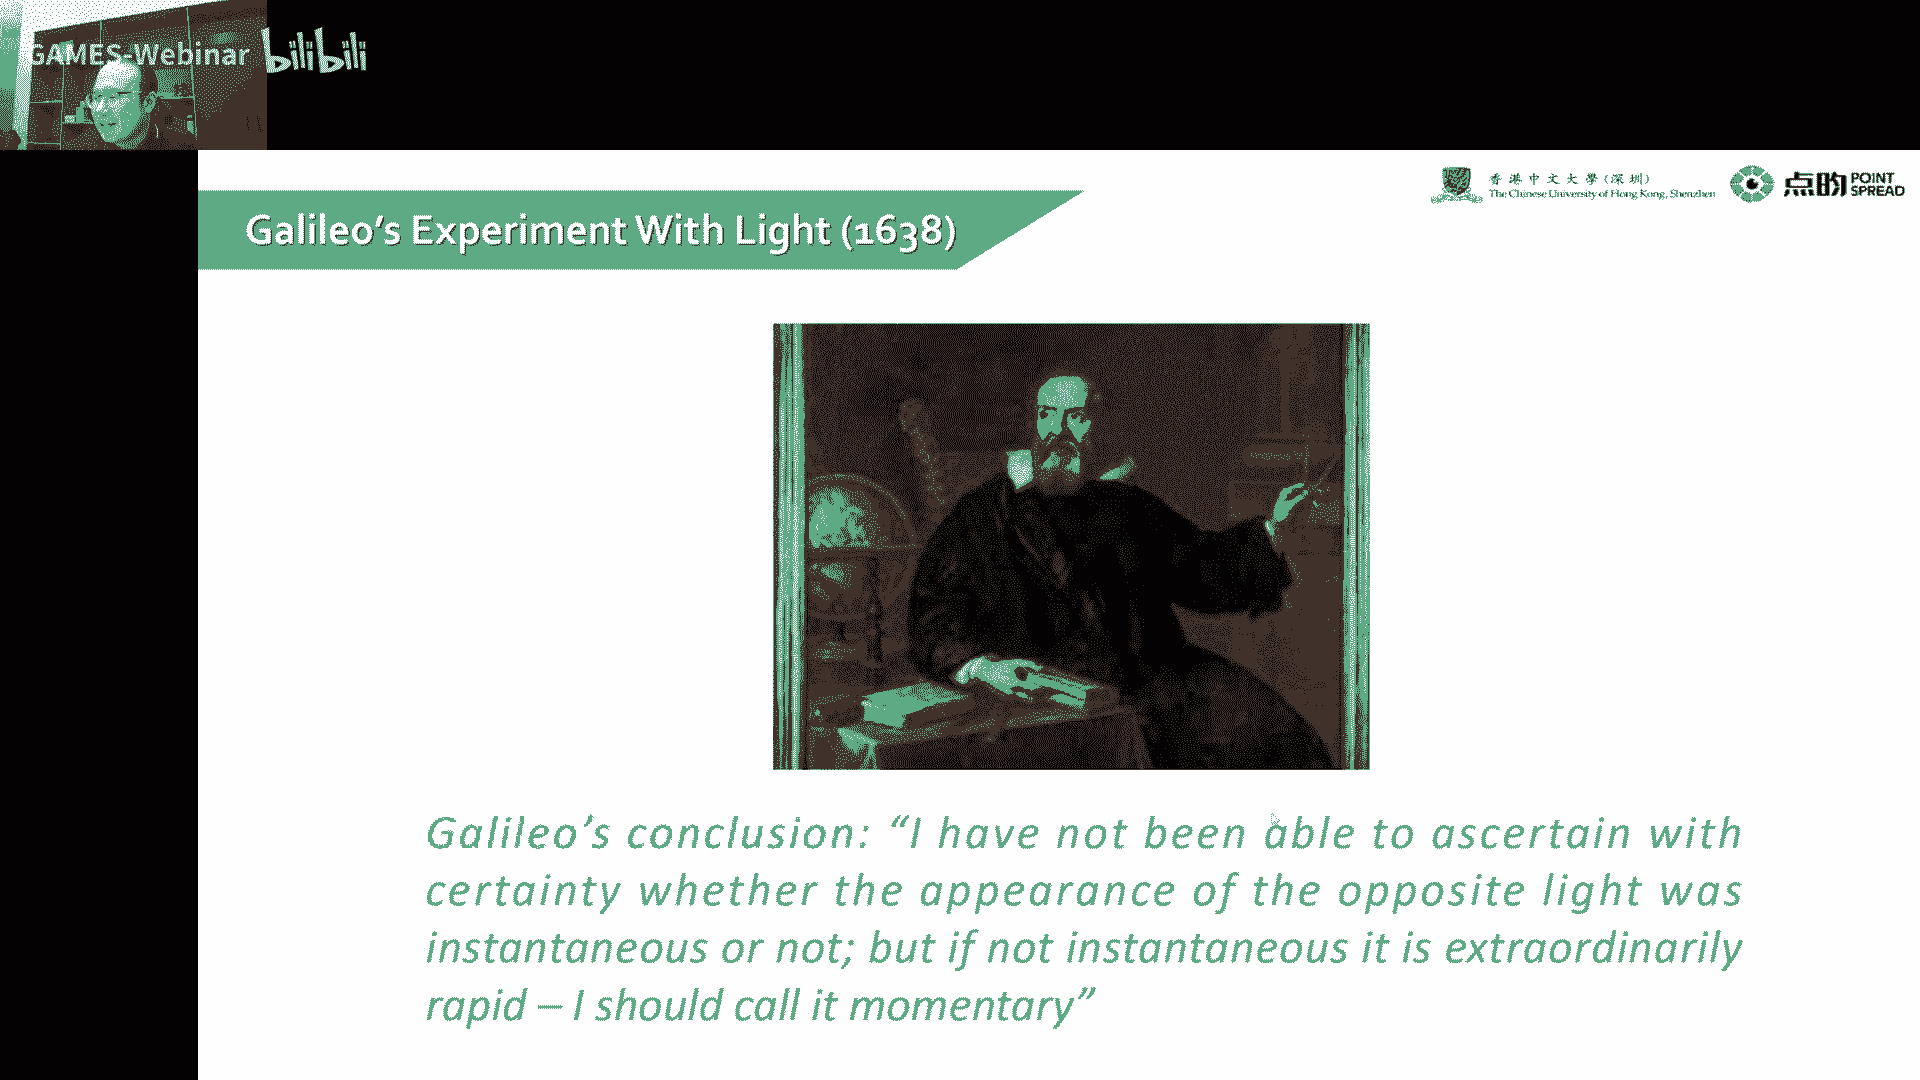 GAMES-Webinar bilibili
香港中文大學(深圳)
The Chinese University of Hong Kong, Shenzhen
点昀 POINT SPREAD
Galileo's Experiment With Light (1638)
Galileo's conclusion: “I have not been able to ascertain with
certainty whether the appearance of the opposite light was
instantaneous or not; but if not instantaneous it is extraordinarily
rapid – I should call it momentary”